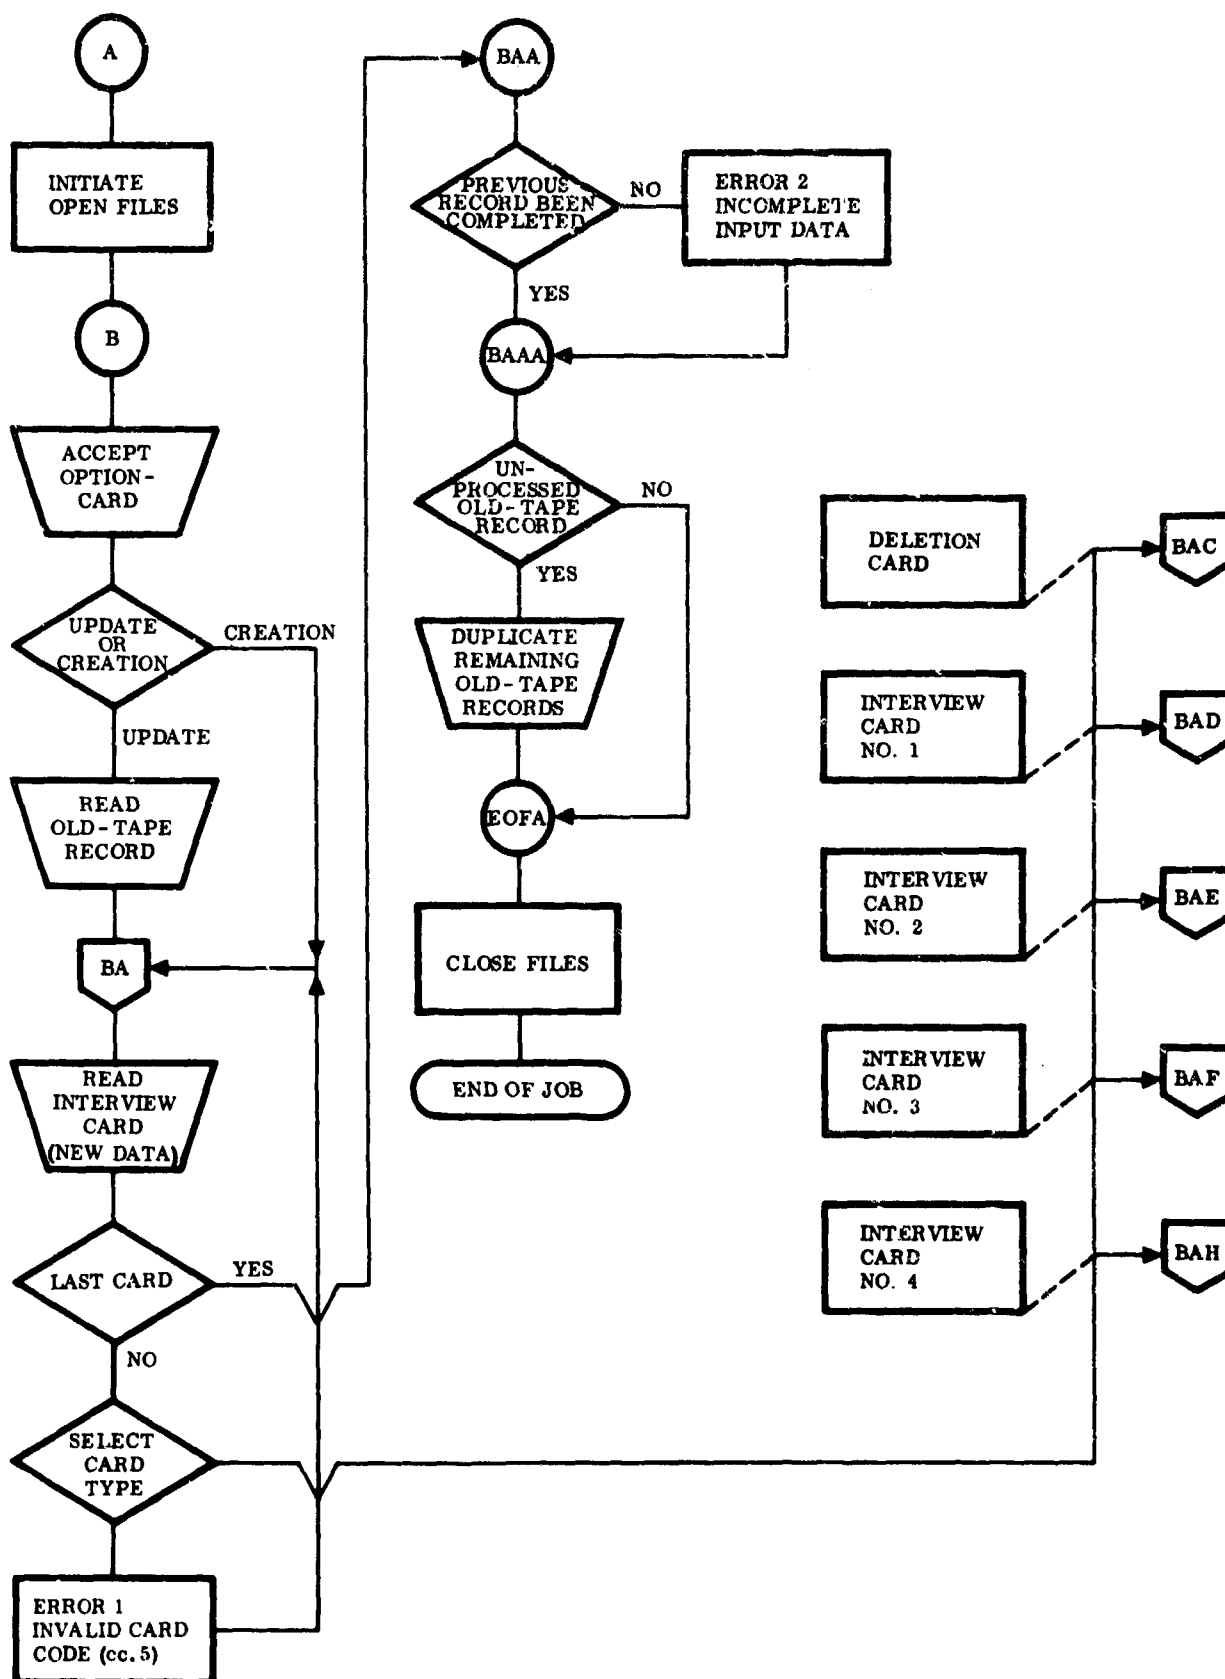 A
INITIATE
OPEN FILES
B
ACCEPT
OPTION-
CARD
UPDATE
OR
CREATION
CREATION
UPDATE
READ
OLD-TAPE
RECORD
BA
READ
INTERVIEW
CARD
(NEW DATA)
LAST CARD
YES
NO
SELECT
CARD
TYPE
ERROR 1
INVALID CARD
CODE (cc.5)
BAA
PREVIOUS
RECORD BEEN
COMPLETED
NO
ERROR 2
INCOMPLETE
INPUT DATA
YES
BAAA
UN-
PROCESSED
OLD-TAPE
RECORD
NO
YES
DUPLICATE
REMAINING
OLD-TAPE
RECORDS
EOFA
CLOSE FILES
END OF JOB
DELETION
CARD
BAC
INTERVIEW
CARD
NO. 1
BAD
INTERVIEW
CARD
NO. 2
BAE
INTERVIEW
CARD
NO. 3
BAF
INTERVIEW
CARD
NO. 4
BAH